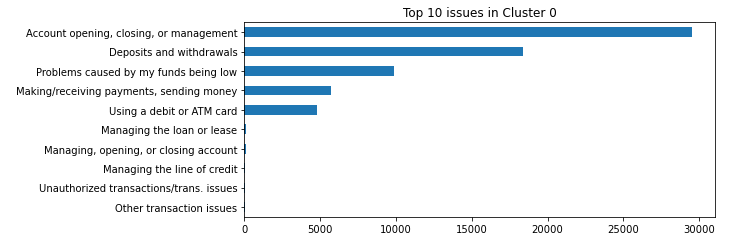 Top 10 issues in Cluster 0
Account opening, closing, or management
Deposits and withdrawals
Problems caused by my funds being low
Making/receiving payments, sending money
Using a debit or ATM card
Managing the loan or lease
Managing, opening, or closing account
Managing the line of credit
Unauthorized transactions/trans. issues
Other transaction issues
0 5000 10000 15000 20000 25000 30000